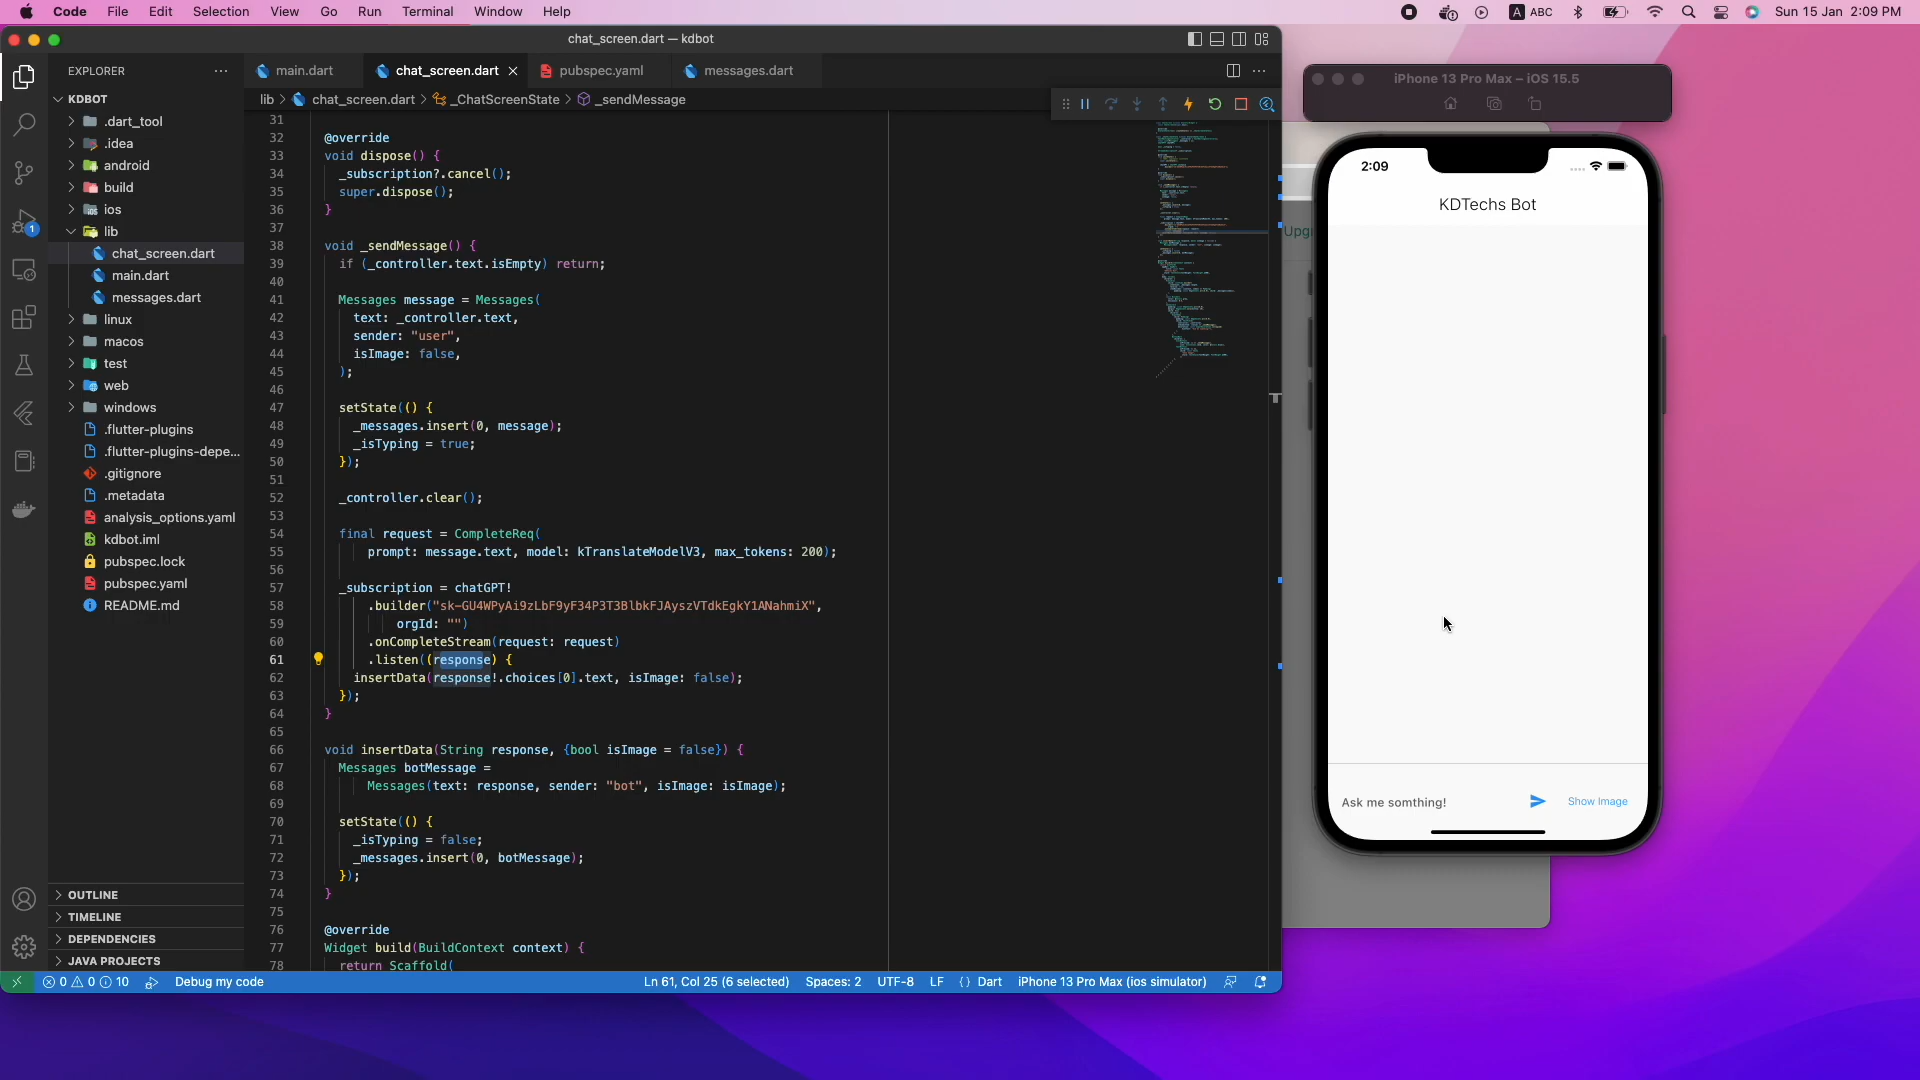 Code File Edit Selection View Go Run Terminal Window Help
A ABC Sun 15 Jan 2:09 PM
chat_screen.dart — kdbot
EXPLORER
main.dart
chat_screen.dart
pubspec.yaml
messages.dart
lib > chat_screen.dart > _ChatScreenState > _sendMessage
KDBOT
.dart_tool
.idea
android
build
ios
lib
chat_screen.dart
main.dart
messages.dart
linux
macos
test
web
windows
.flutter-plugins
.flutter-plugins-depe...
.gitignore
.metadata
analysis_options.yaml
kdbot.iml
pubspec.lock
pubspec.yaml
README.md
OUTLINE
TIMELINE
DEPENDENCIES
JAVA PROJECTS
1
31
32 @override
33 void dispose() {
34 _subscription?.cancel();
35 super.dispose();
36 }
37
38 void _sendMessage() {
39 if (_controller.text.isEmpty) return;
40
41 Messages message = Messages(
42 text: _controller.text,
43 sender: "user",
44 isImage: false,
45 );
46
47 setState(() {
48 _messages.insert(0, message);
49 _isTyping = true;
50 });
51
52 _controller.clear();
53
54 final request = CompleteReq(
55 prompt: message.text, model: kTranslateModelV3, max_tokens: 200);
56
57 _subscription = chatGPT!
58 .builder("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",
59 orgId: "")
60 .onCompleteStream(request: request)
61 .listen((response) {
62 insertData(response!.choices[0].text, isImage: false);
63 });
64 }
65
66 void insertData(String response, {bool isImage = false}) {
67 Messages botMessage =
68 Messages(text: response, sender: "bot", isImage: isImage);
69
70 setState(() {
71 _isTyping = false;
72 _messages.insert(0, botMessage);
73 });
74 }
75
76 @override
77 Widget build(BuildContext context) {
78 return Scaffold(
0 0 10 Debug my code Ln 61, Col 25 (6 selected) Spaces: 2 UTF-8 LF {} Dart iPhone 13 Pro Max (ios simulator)
iPhone 13 Pro Max – iOS 15.5
2:09
KDTechs Bot
Ask me somthing!
Show Image